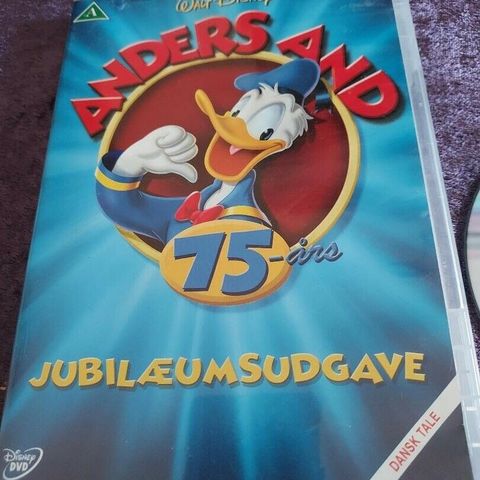 A
WALT DISNEY
ANDERS AND
75-års
JUBILÆUMSUDGAVE
DANSK TALE
DISNEY
DVD